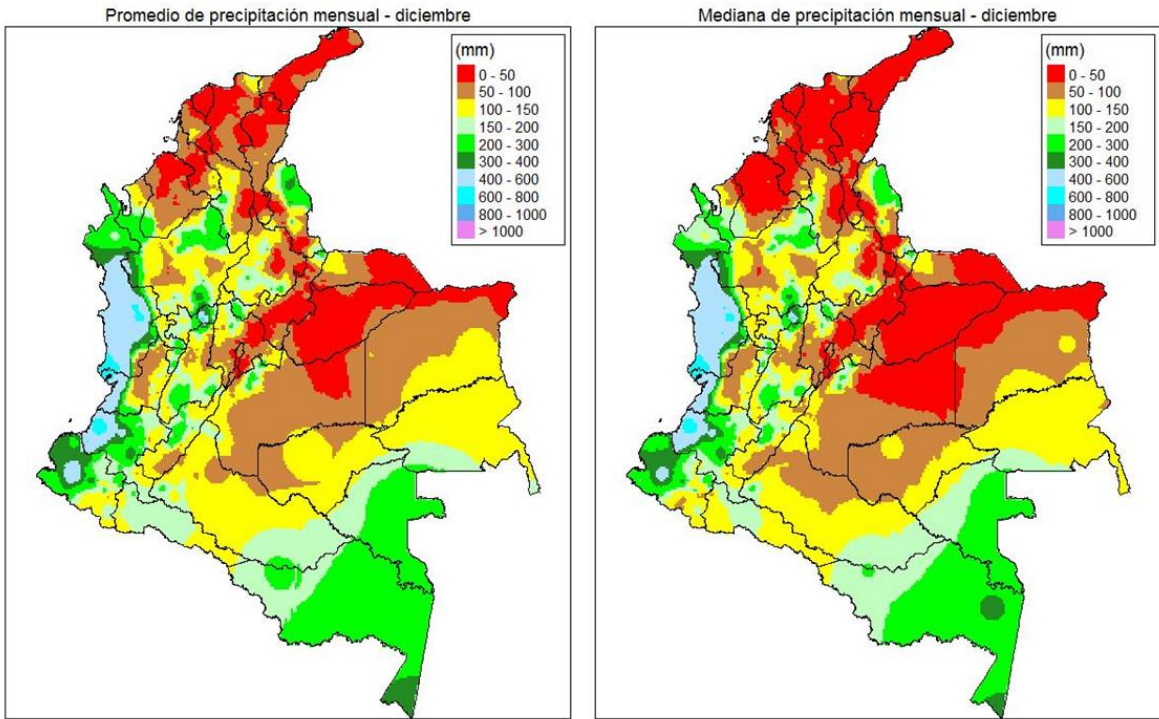 Promedio de precipitación mensual - diciembre
(mm)
0 - 50
50 - 100
100 - 150
150 - 200
200 - 300
300 - 400
400 - 600
600 - 800
800 - 1000
> 1000
Mediana de precipitación mensual - diciembre
(mm)
0 - 50
50 - 100
100 - 150
150 - 200
200 - 300
300 - 400
400 - 600
600 - 800
800 - 1000
> 1000